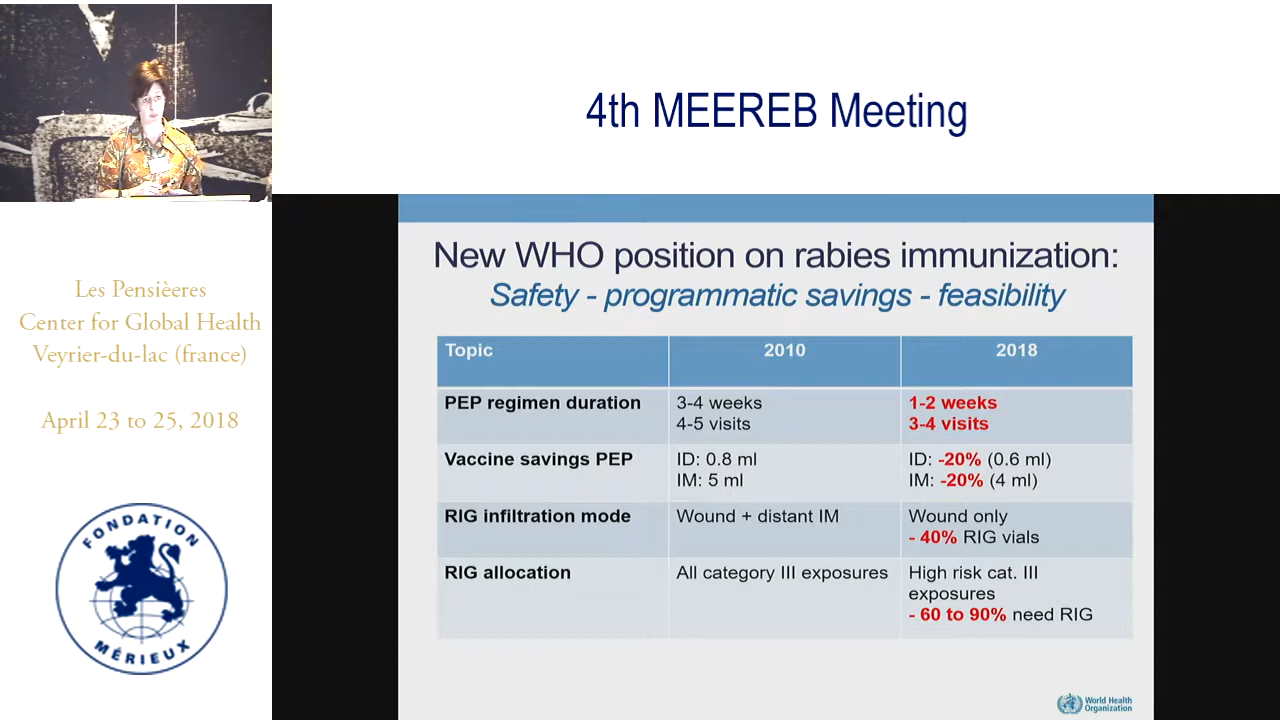 4th MEEREB Meeting
Les Pensièeres
Center for Global Health
Veyrier-du-lac (france)
April 23 to 25, 2018
FONDATION
MÉRIEUX
New WHO position on rabies immunization:
Safety - programmatic savings - feasibility
Topic
2010
2018
PEP regimen duration
3-4 weeks
4-5 visits
1-2 weeks
3-4 visits
Vaccine savings PEP
ID: 0.8 ml
IM: 5 ml
ID: -20% (0.6 ml)
IM: -20% (4 ml)
RIG infiltration mode
Wound + distant IM
Wound only
- 40% RIG vials
RIG allocation
All category III exposures
High risk cat. III
exposures
- 60 to 90% need RIG
World Health
Organization